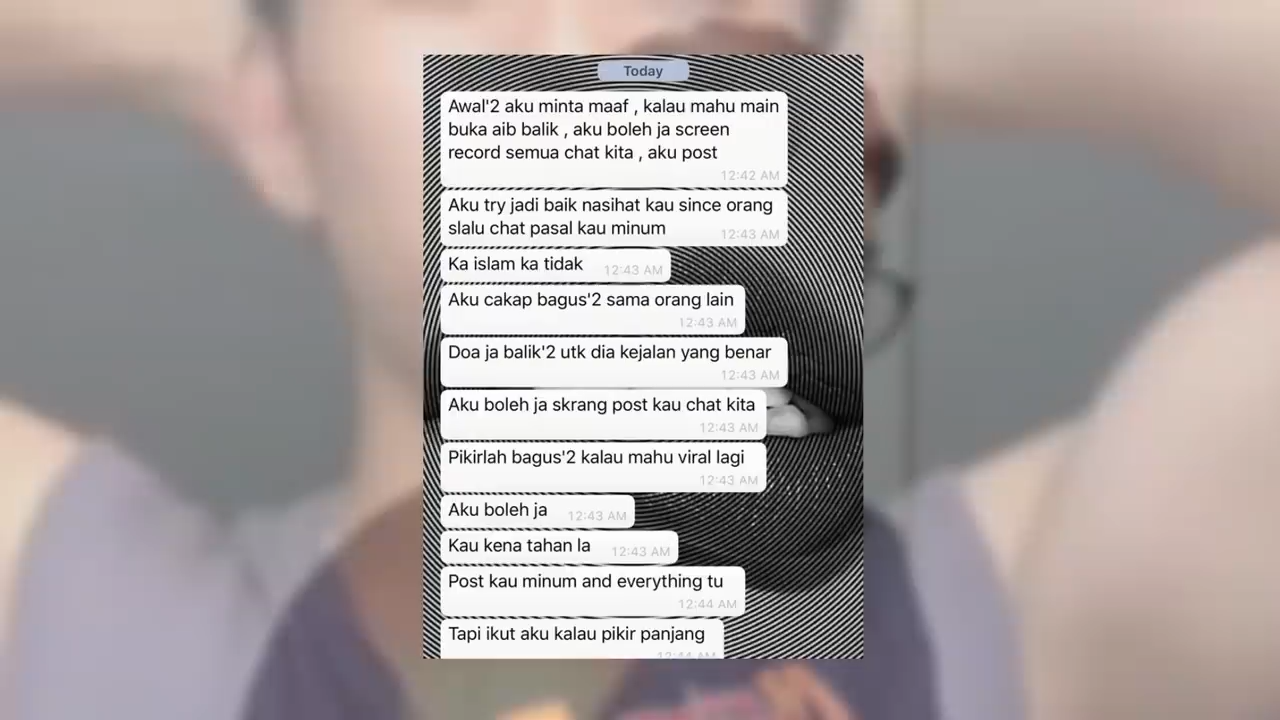 Today
Awal'2 aku minta maaf , kalau mahu main
buka aib balik , aku boleh ja screen
record semua chat kita , aku post
12:42 AM
Aku try jadi baik nasihat kau since orang
slalu chat pasal kau minum 12:43 AM
Ka islam ka tidak 12:43 AM
Aku cakap bagus'2 sama orang lain
12:43 AM
Doa ja balik'2 utk dia kejalan yang benar
12:43 AM
Aku boleh ja skrang post kau chat kita
12:43 AM
Pikirlah bagus'2 kalau mahu viral lagi
12:43 AM
Aku boleh ja 12:43 AM
Kau kena tahan la 12:43 AM
Post kau minum and everything tu
12:44 AM
Tapi ikut aku kalau pikir panjang
12:44 AM